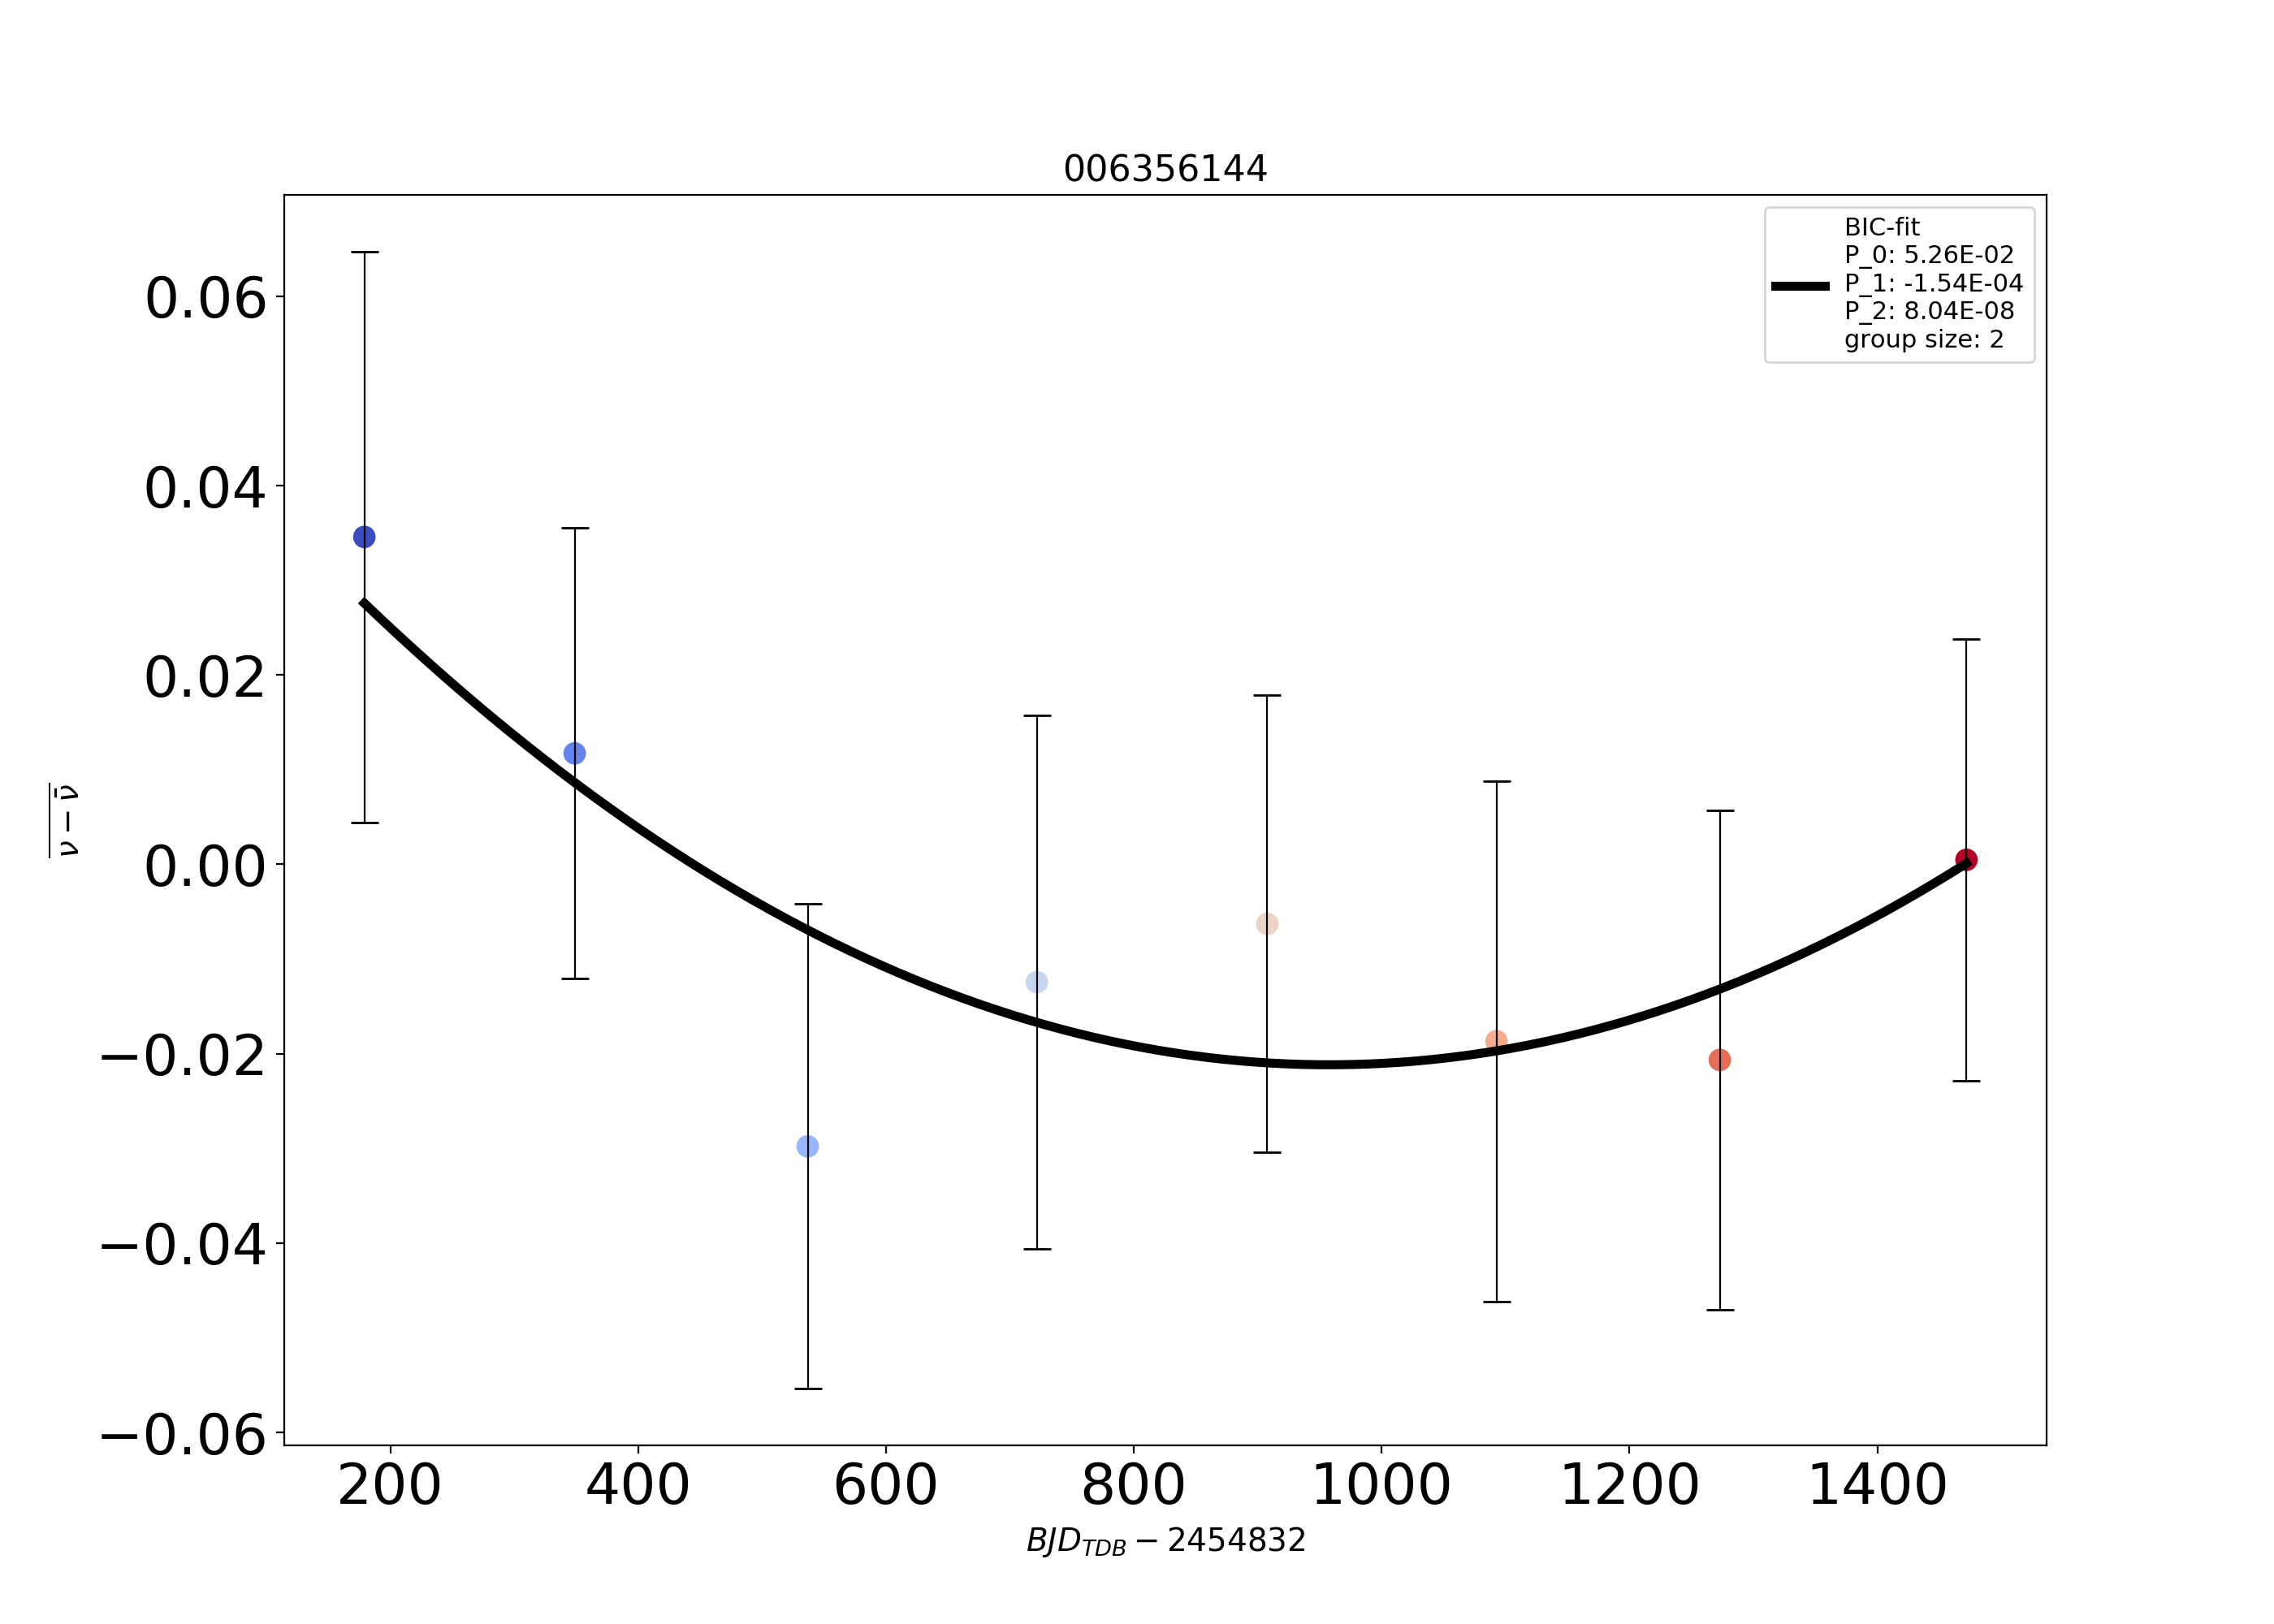 006356144
BIC-fit
P_0: 5.26E-02
P_1: -1.54E-04
P_2: 8.04E-08
group size: 2
0.06
0.04
0.02
0.00
−0.02
−0.04
−0.06
ν − ν̄
200 400 600 800 1000 1200 1400
BJD_TDB − 2454832